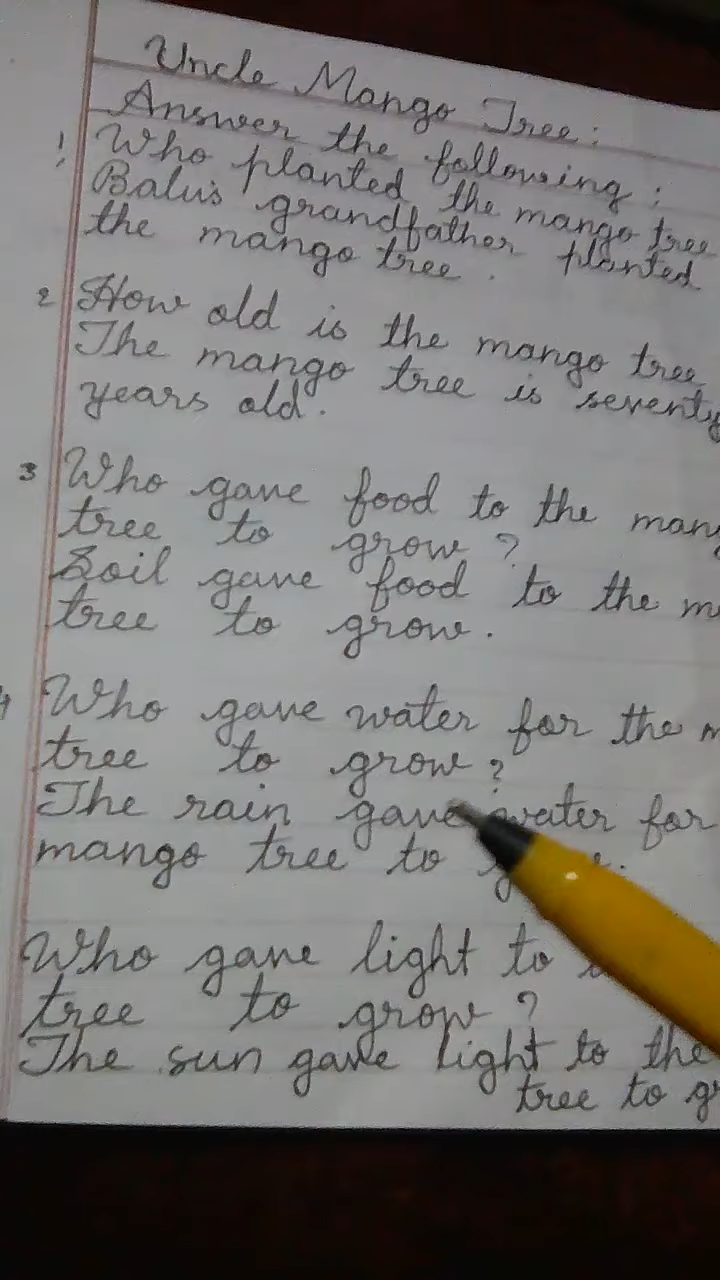 Uncle Mango Tree:
Answer the following:
1. Who planted the mango tree
Balu's grandfather planted
the mango tree.
2 How old is the mango tree
The mango tree is seventy
years old.
3 Who gave food to the man
tree to grow?
Soil gave food to the m
tree to grow.
4 Who gave water for the m
tree to grow?
The rain gave water for
mango tree to
Who gave light to
tree to grow?
The sun gave light to the
tree to g